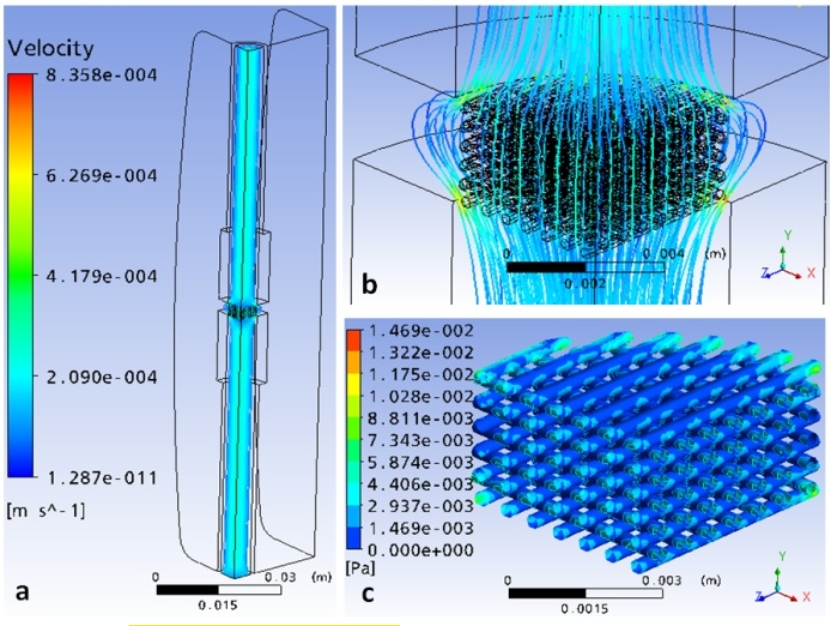 Velocity
8.358e-004
6.269e-004
4.179e-004
2.090e-004
1.287e-011
[m s^-1]
a
0 0.03 (m)
0.015
b
0 0.004 (m)
0.002
Y
Z X
1.469e-002
1.322e-002
1.175e-002
1.028e-002
8.811e-003
7.343e-003
5.874e-003
4.406e-003
2.937e-003
1.469e-003
0.000e+000
[Pa]
c
0 0.003 (m)
0.0015
Y
Z X